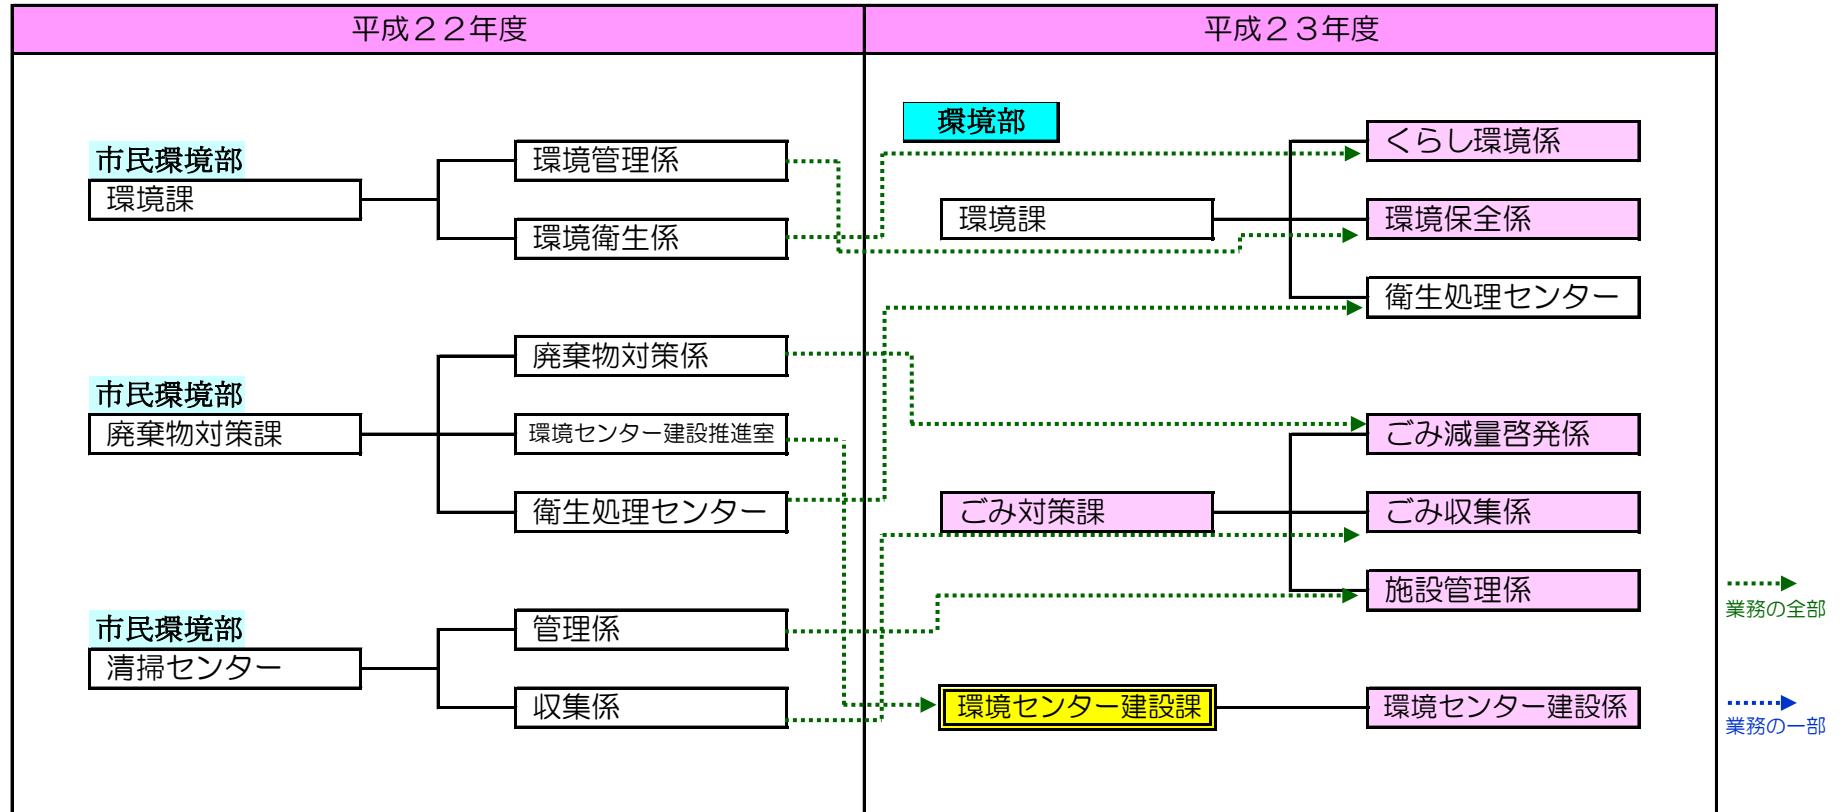 平成２２年度
平成２３年度
市民環境部
環境課
環境管理係
環境衛生係
市民環境部
廃棄物対策課
廃棄物対策係
環境センター建設推進室
衛生処理センター
市民環境部
清掃センター
管理係
収集係
環境部
環境課
くらし環境係
環境保全係
衛生処理センター
ごみ対策課
ごみ減量啓発係
ごみ収集係
施設管理係
環境センター建設課
環境センター建設係
業務の全部
業務の一部